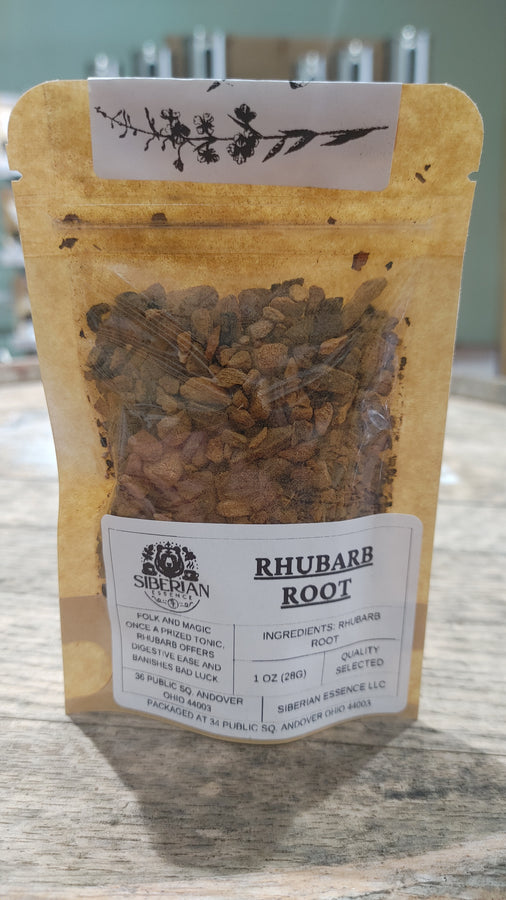 SIBERIAN
ESSENCE
RHUBARB
ROOT
FOLK AND MAGIC
ONCE A PRIZED TONIC,
RHUBARB OFFERS
DIGESTIVE EASE AND
BANISHES BAD LUCK.
INGREDIENTS: RHUBARB
ROOT
1 OZ (28G)
QUALITY
SELECTED
36 PUBLIC SQ. ANDOVER
OHIO 44003
SIBERIAN ESSENCE LLC
PACKAGED AT 34 PUBLIC SQ. ANDOVER OHIO 44003